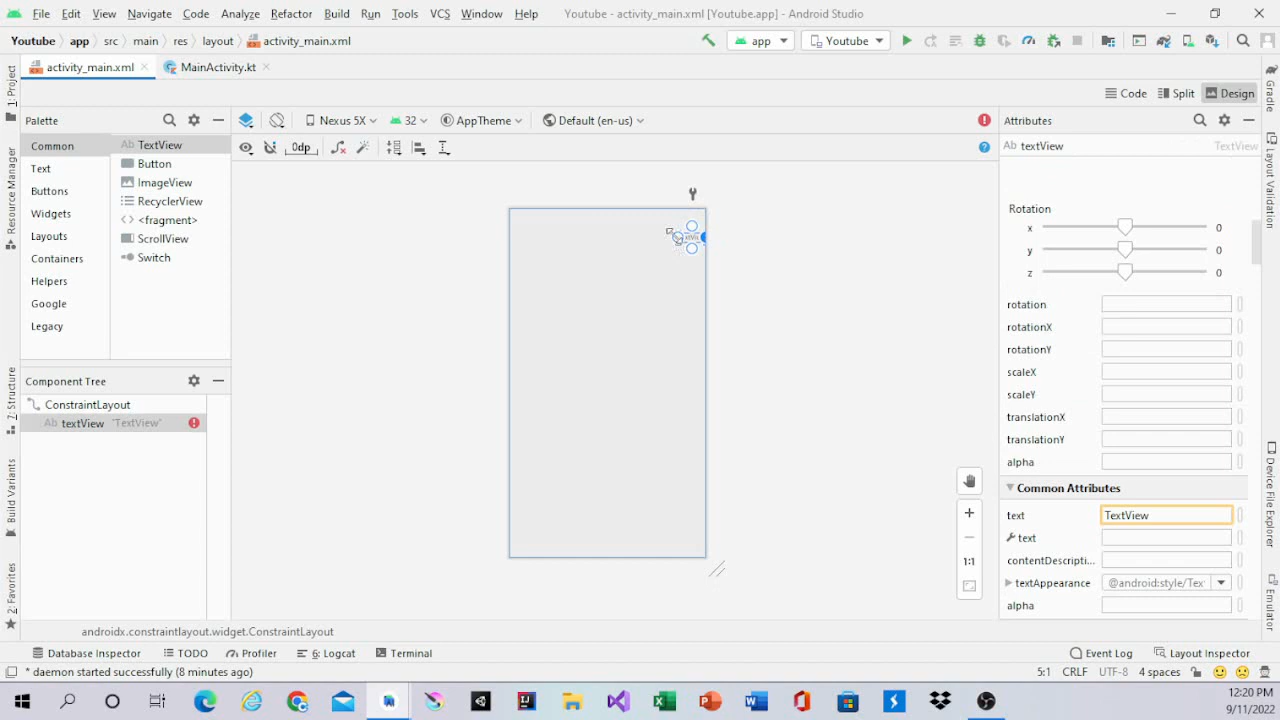 File Edit View Navigate Code Analyze Refactor Build Run Tools VCS Window Help Youtube - activity_main.xml [Youtube.app] - Android Studio
Youtube app src main res layout activity_main.xml app Youtube
activity_main.xml MainActivity.kt
Code Split Design
Palette Nexus 5X 32 AppTheme Default (en-us) Attributes
Common
Text
Buttons
Widgets
Layouts
Containers
Helpers
Google
Legacy
Ab TextView
Button
ImageView
RecyclerView
<> <fragment>
ScrollView
Switch
0dp
Ab textView TextView
Rotation
x 0
y 0
z 0
rotation
rotationX
rotationY
scaleX
scaleY
translationX
translationY
alpha
Common Attributes
text TextView
text
contentDescripti...
textAppearance @android:style/Tex
alpha
Component Tree
ConstraintLayout
Ab textView "TextView"
1:1
androidx.constraintlayout.widget.ConstraintLayout
1: Project
Resource Manager
7: Structure
Build Variants
2: Favorites
Gradle
Layout Validation
Device File Explorer
Emulator
Database Inspector TODO Profiler 6: Logcat Terminal Event Log Layout Inspector
* daemon started successfully (8 minutes ago) 5:1 CRLF UTF-8 4 spaces
12:20 PM
9/11/2022